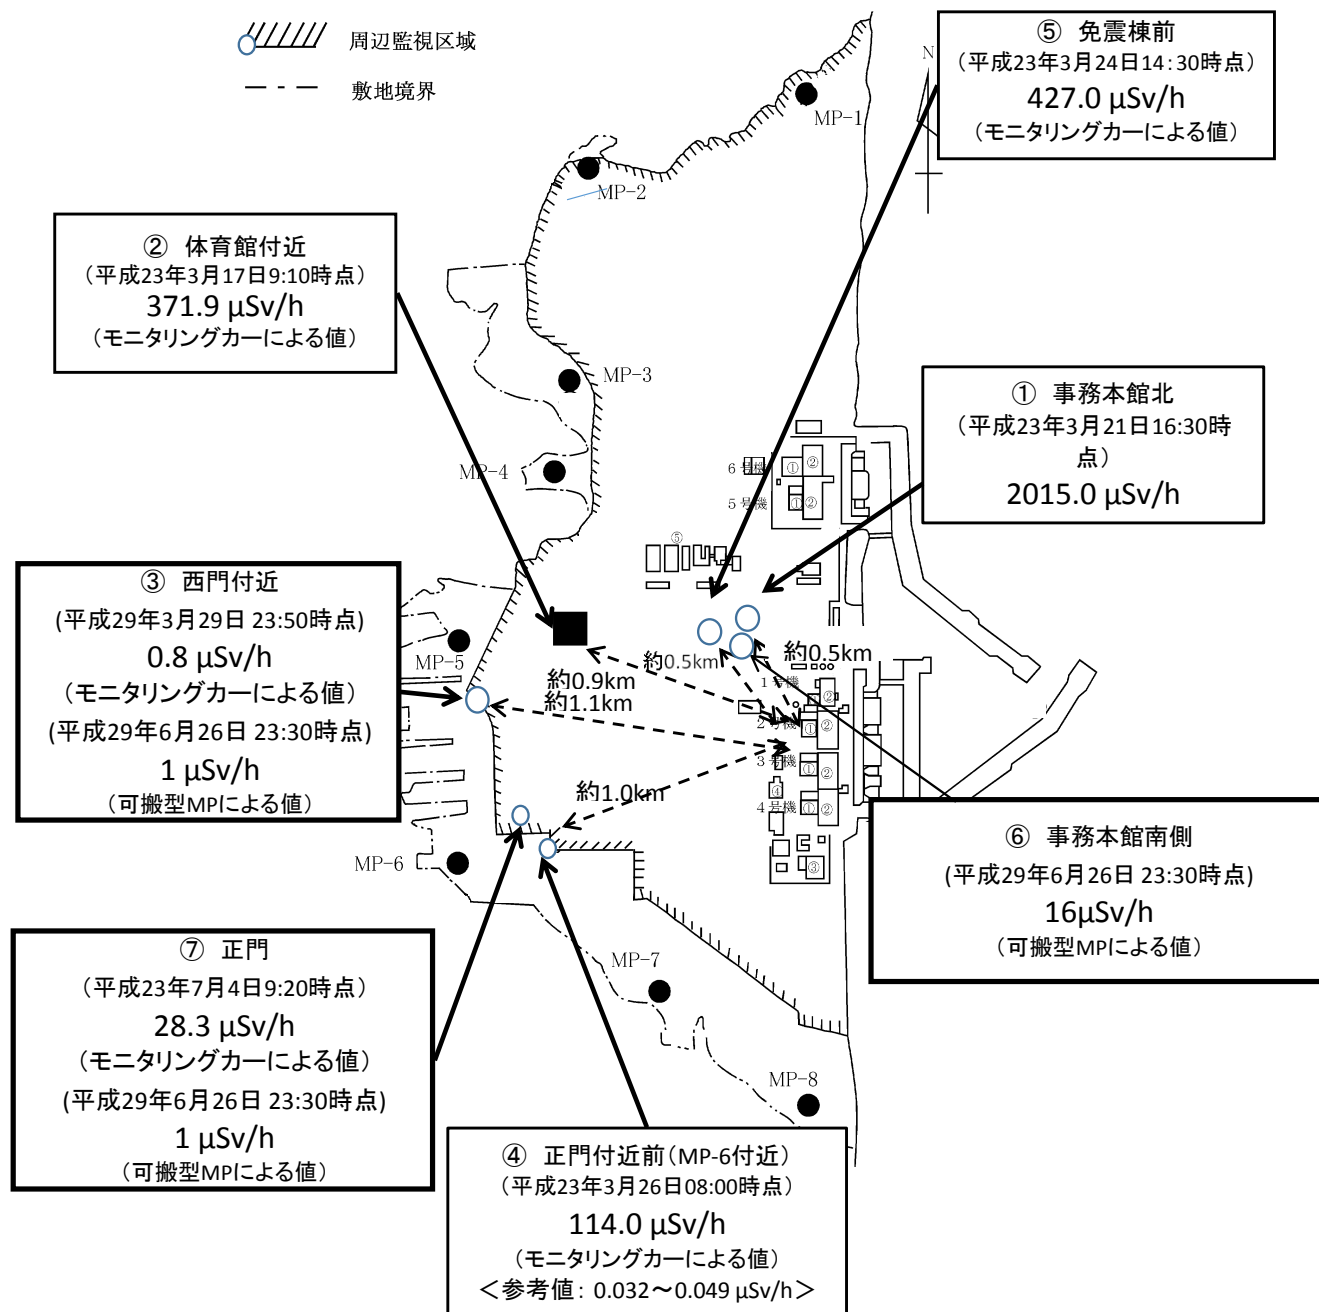 周辺監視区域
敷地境界
⑤ 免震棟前
（平成23年3月24日14：30時点）
427.0 μSv/h
（モニタリングカーによる値）
N
MP-1
MP-2
② 体育館付近
（平成23年3月17日9:10時点）
371.9 μSv/h
（モニタリングカーによる値）
MP-3
① 事務本館北
（平成23年3月21日16:30時
点）
2015.0 μSv/h
MP-4
6号機
①
②
5号機
①
②
⑤
③ 西門付近
(平成29年3月29日 23:50時点)
0.8 μSv/h
（モニタリングカーによる値）
(平成29年6月26日 23:30時点)
1 μSv/h
（可搬型MPによる値）
MP-5
約0.5km
約0.5km
約0.9km
約1.1km
1号機
②
2号機
①
②
3号機
①
②
④
4号機
①
②
③
約1.0km
MP-6
⑥ 事務本館南側
(平成29年6月26日 23:30時点)
16μSv/h
（可搬型MPによる値）
⑦ 正門
（平成23年7月4日9:20時点）
28.3 μSv/h
（モニタリングカーによる値）
(平成29年6月26日 23:30時点)
1 μSv/h
（可搬型MPによる値）
MP-7
MP-8
④ 正門付近前（MP-6付近）
（平成23年3月26日08:00時点）
114.0 μSv/h
（モニタリングカーによる値）
＜参考値： 0.032～0.049 μSv/h＞